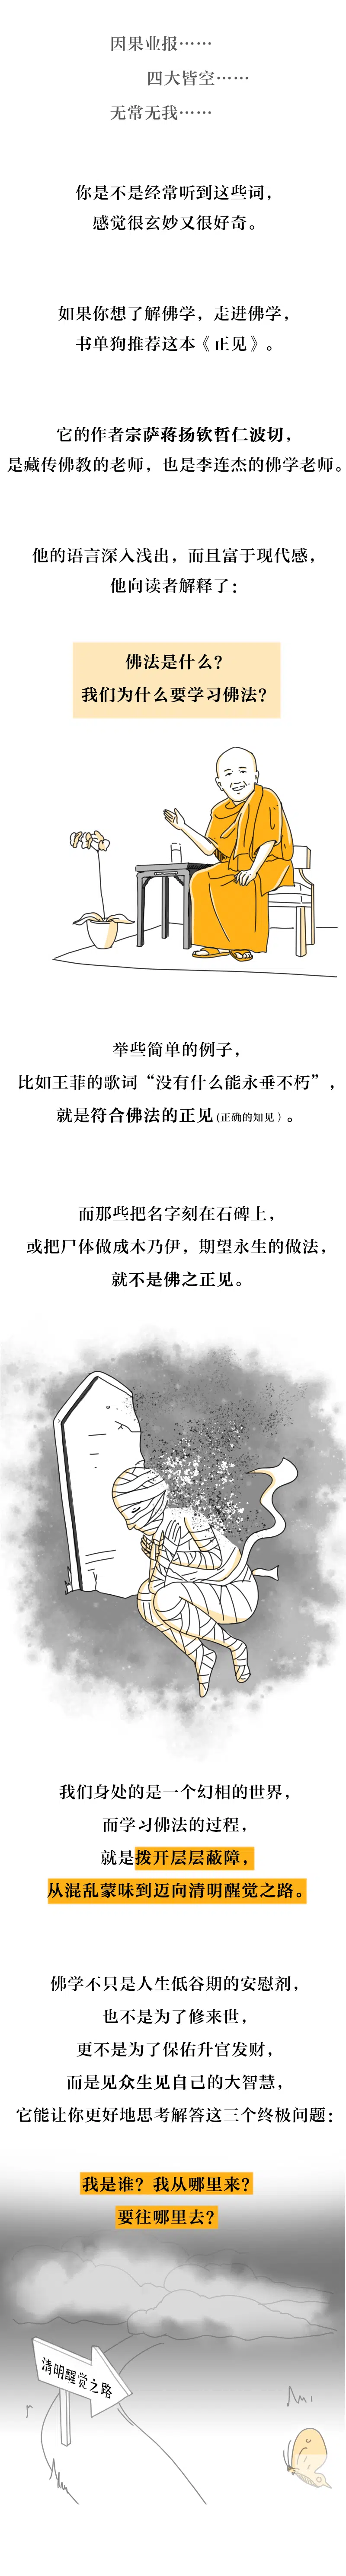 因果业报……
四大皆空……
无常无我……
你是不是经常听到这些词，
感觉很玄妙又很好奇。
如果你想了解佛学，走进佛学，
书单狗推荐这本《正见》。
它的作者宗萨蒋扬钦哲仁波切，
是藏传佛教的老师，也是李连杰的佛学老师。
他的语言深入浅出，而且富于现代感，
他向读者解释了：
佛法是什么？
我们为什么要学习佛法？
举些简单的例子，
比如王菲的歌词“没有什么能永垂不朽”，
就是符合佛法的正见(正确的知见）。
而那些把名字刻在石碑上，
或把尸体做成木乃伊，期望永生的做法，
就不是佛之正见。
我们身处的是一个幻相的世界，
而学习佛法的过程，
就是拨开层层蔽障，
从混乱蒙昧到迈向清明醒觉之路。
佛学不只是人生低谷期的安慰剂，
也不是为了修来世，
更不是为了保佑升官发财，
而是见众生见自己的大智慧，
它能让你更好地思考解答这三个终极问题：
我是谁？我从哪里来？
要往哪里去？
清明醒觉之路